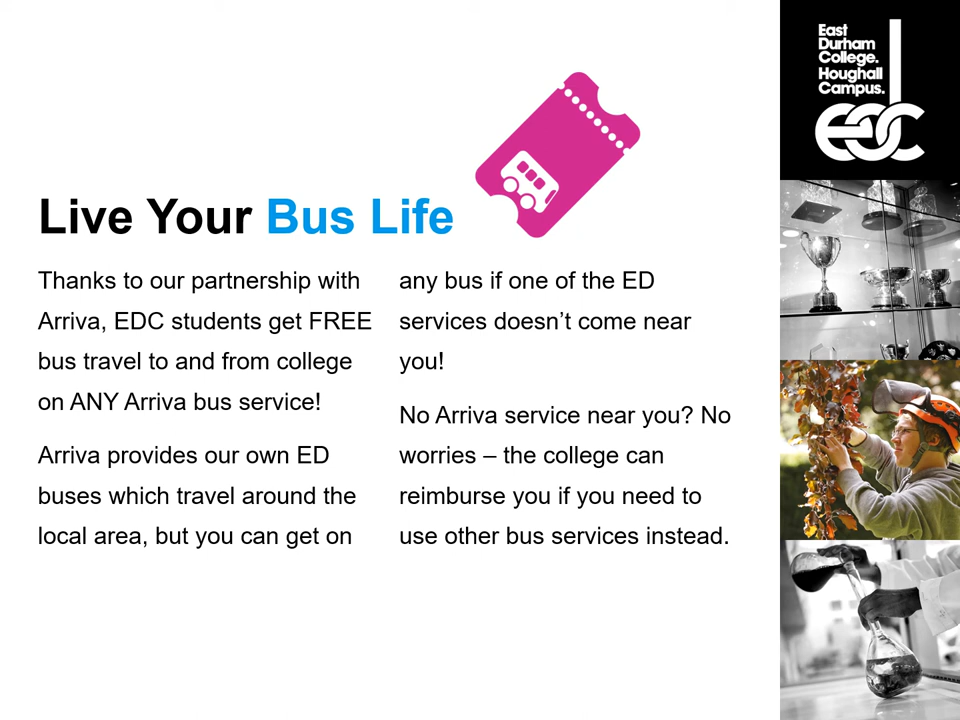 East
Durham
College.
Houghall
Campus.
edc
Live Your Bus Life
Thanks to our partnership with
Arriva, EDC students get FREE
bus travel to and from college
on ANY Arriva bus service!
Arriva provides our own ED
buses which travel around the
local area, but you can get on
any bus if one of the ED
services doesn’t come near
you!
No Arriva service near you? No
worries – the college can
reimburse you if you need to
use other bus services instead.